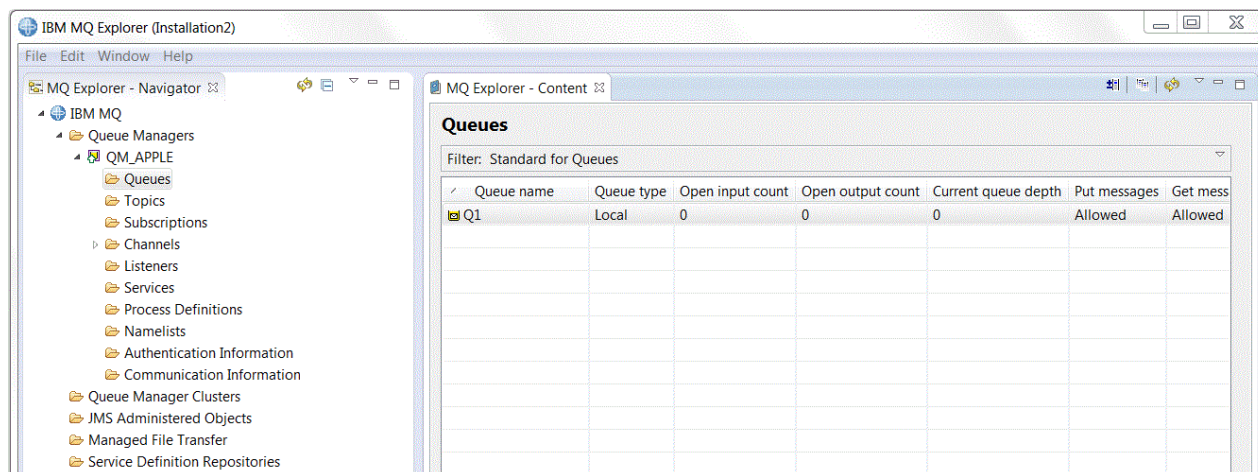 IBM MQ Explorer (Installation2)
File Edit Window Help
MQ Explorer - Navigator
IBM MQ
Queue Managers
QM_APPLE
Queues
Topics
Subscriptions
Channels
Listeners
Services
Process Definitions
Namelists
Authentication Information
Communication Information
Queue Manager Clusters
JMS Administered Objects
Managed File Transfer
Service Definition Repositories
MQ Explorer - Content
Queues
Filter: Standard for Queues
Queue name Queue type Open input count Open output count Current queue depth Put messages Get mess
Q1 Local 0 0 0 Allowed Allowed